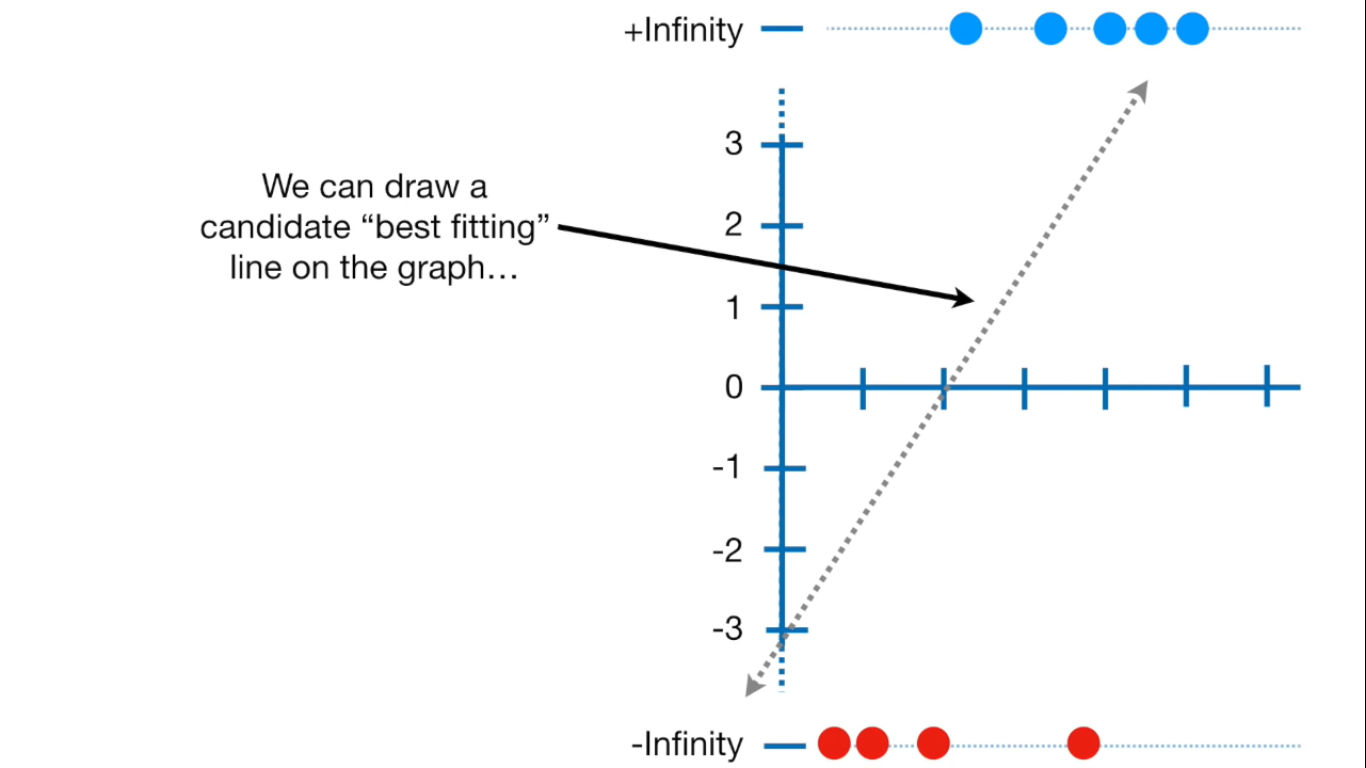 +Infinity
3
We can draw a
candidate “best fitting”
line on the graph…
2
1
0
-1
-2
-3
-Infinity